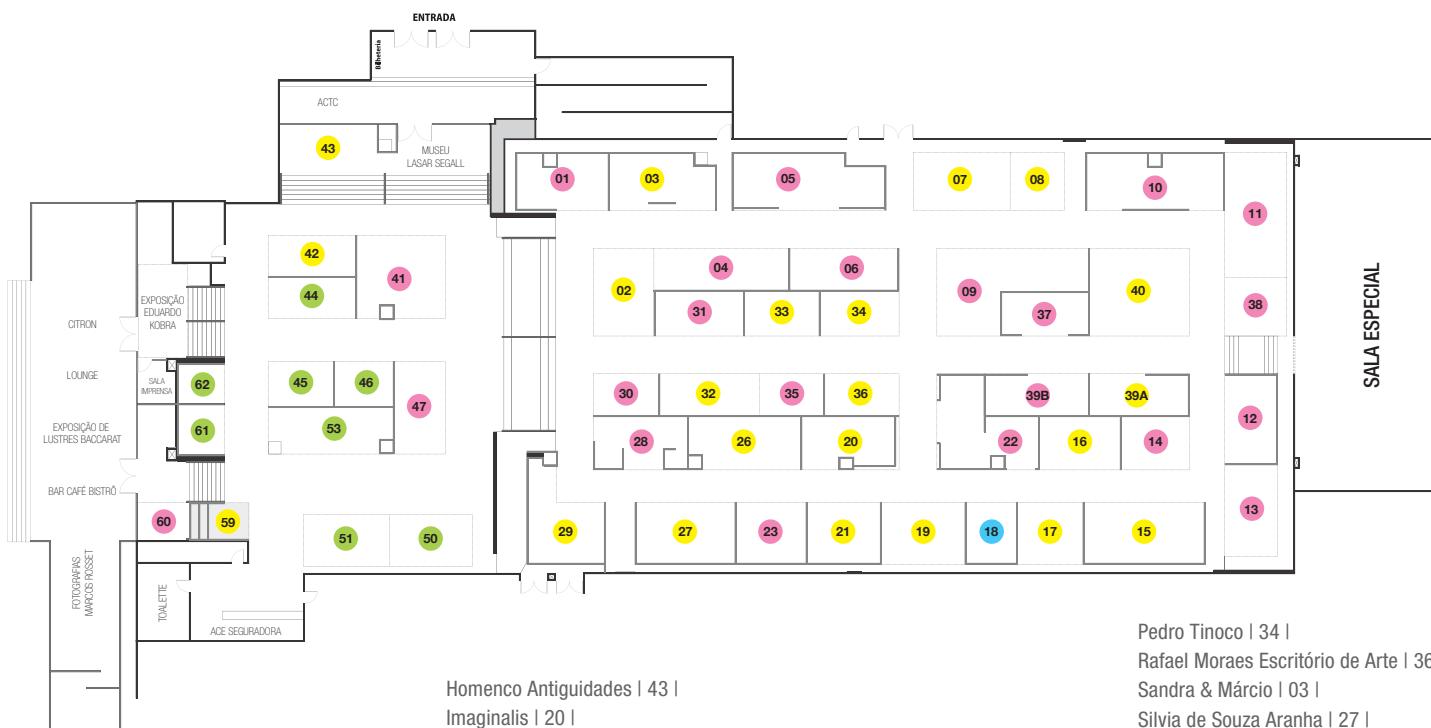 ENTRADA
Bilheteria
ACTC
43
MUSEU
LASAR SEGALL
01
03
05
07
08
10
11
42
41
44
04
06
02
31
33
34
09
37
40
38
SALA ESPECIAL
EXPOSIÇÃO
EDUARDO
KOBRA
CITRON
LOUNGE
SALA
IMPRENSA
62
61
45
46
47
53
30
32
35
36
39B
39A
12
28
26
20
22
16
14
EXPOSIÇÃO DE
LUSTRES BACCARAT
BAR CAFÉ BISTRÔ
60
59
51
50
29
27
23
21
19
18
17
15
13
FOTOGRAFIAS
MARCOS ROSSET
TOALETTE
ACE SEGURADORA
Homenco Antiguidades | 43 |
Imaginalis | 20 |
Pedro Tinoco | 34 |
Rafael Moraes Escritório de Arte | 36
Sandra & Márcio | 03 |
Silvia de Souza Aranha | 27 |